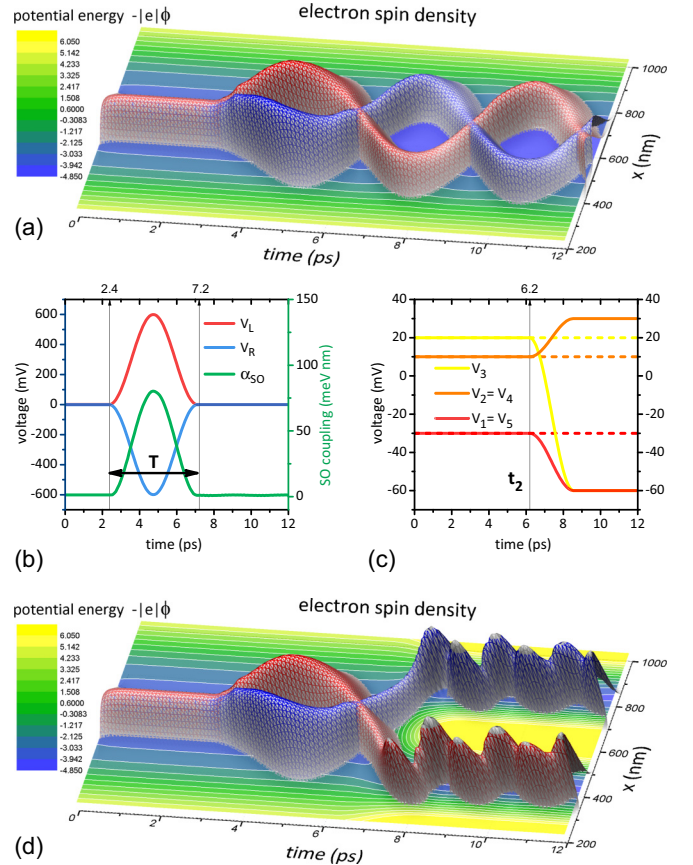 potential energy -|e|ϕ
electron spin density
6.050
5.142
4.233
3.325
2.417
1.508
0.6000
-0.3083
-1.217
-2.125
-3.033
-3.942
-4.850
1000
800
600
400
200
x (nm)
0
2
4
6
8
10
12
time (ps)
(a)
2.4
7.2
600
400
200
0
-200
-400
-600
voltage (mV)
V_L
V_R
α_SO
T
150
100
50
0
SO coupling (meV nm)
0 2 4 6 8 10 12
time (ps)
(b)
6.2
40
20
0
-20
-40
-60
voltage (mV)
V_3
V_2= V_4
V_1= V_5
t_2
40
20
0
-20
-40
-60
0 2 4 6 8 10 12
time (ps)
(c)
potential energy -|e|ϕ
electron spin density
6.050
5.142
4.233
3.325
2.417
1.508
0.6000
-0.3083
-1.217
-2.125
-3.033
-3.942
-4.850
1000
800
600
400
200
x (nm)
0
2
4
6
8
10
12
time (ps)
(d)